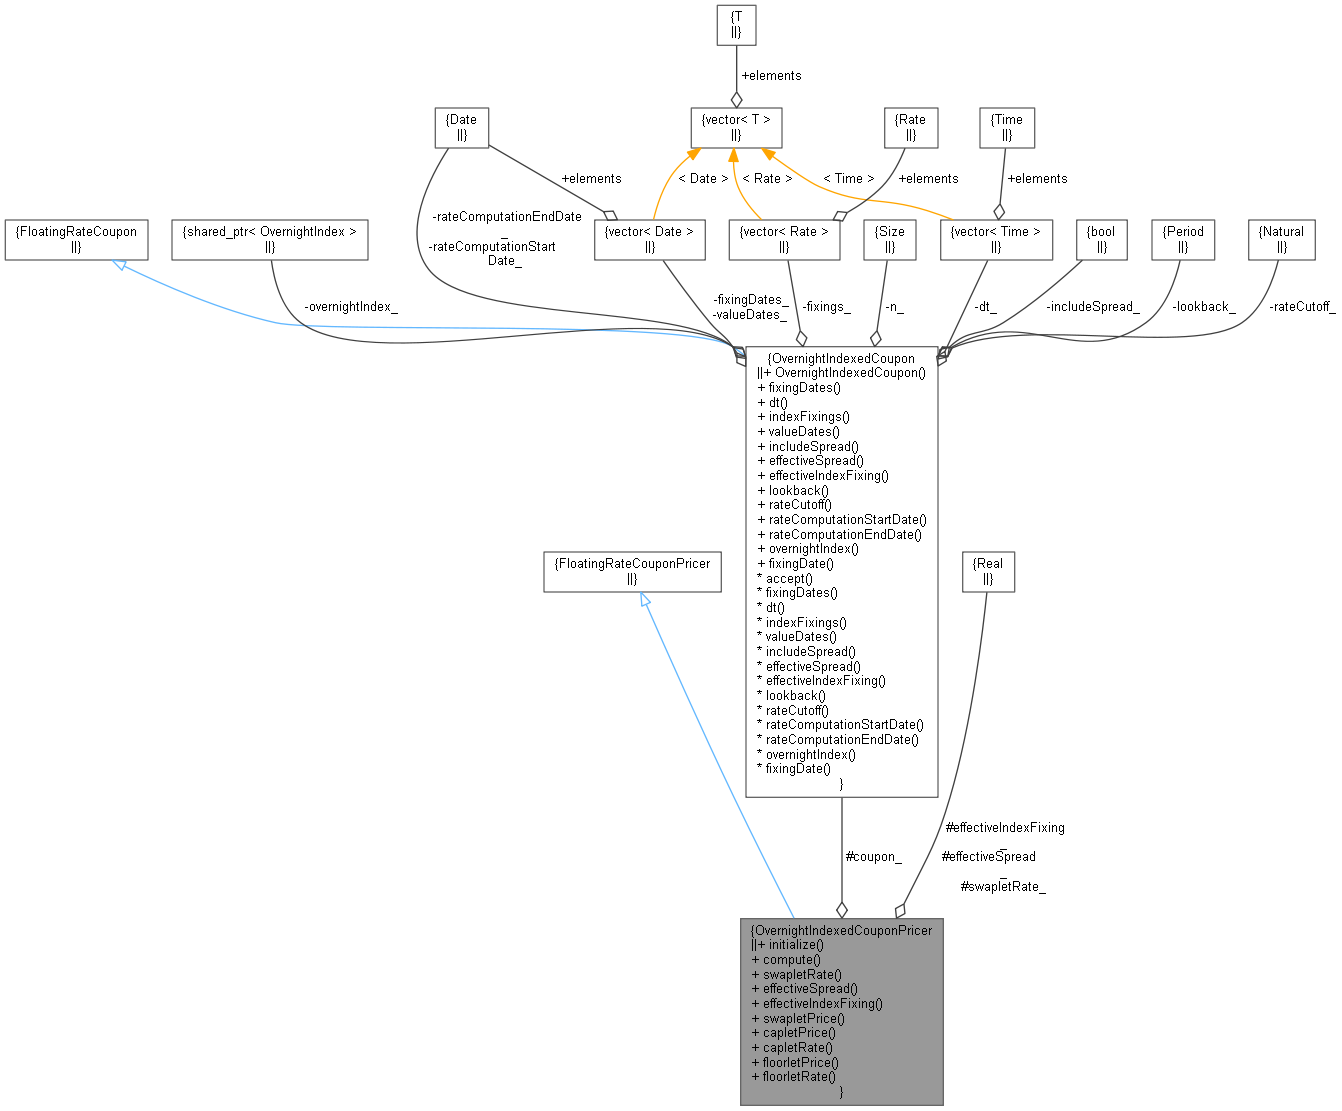 {T
||}
+elements
{Date
||}
{vector< T >
||}
{Rate
||}
{Time
||}
+elements
< Date >
< Rate >
< Time >
+elements
+elements
-rateComputationEndDate
_
-rateComputationStart
Date_
{FloatingRateCoupon
||}
{shared_ptr< OvernightIndex >
||}
{vector< Date >
||}
{vector< Rate >
||}
{Size
||}
{vector< Time >
||}
{bool
||}
{Period
||}
{Natural
||}
-overnightIndex_
-fixingDates_
-valueDates_
-fixings_
-n_
-dt_
-includeSpread_
-lookback_
-rateCutoff_
{OvernightIndexedCoupon
||+ OvernightIndexedCoupon()
+ fixingDates()
+ dt()
+ indexFixings()
+ valueDates()
+ includeSpread()
+ effectiveSpread()
+ effectiveIndexFixing()
+ lookback()
+ rateCutoff()
+ rateComputationStartDate()
+ rateComputationEndDate()
+ overnightIndex()
+ fixingDate()
* accept()
* fixingDates()
* dt()
* indexFixings()
* valueDates()
* includeSpread()
* effectiveSpread()
* effectiveIndexFixing()
* lookback()
* rateCutoff()
* rateComputationStartDate()
* rateComputationEndDate()
* overnightIndex()
* fixingDate()
}
{FloatingRateCouponPricer
||}
{Real
||}
#coupon_
#effectiveIndexFixing
_
#effectiveSpread
_
#swapletRate_
{OvernightIndexedCouponPricer
||+ initialize()
+ compute()
+ swapletRate()
+ effectiveSpread()
+ effectiveIndexFixing()
+ swapletPrice()
+ capletPrice()
+ capletRate()
+ floorletPrice()
+ floorletRate()
}